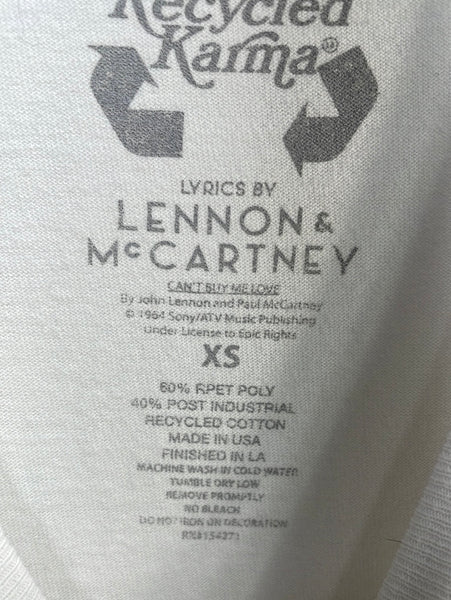 Recycled
Karma®
LYRICS BY
LENNON &
McCARTNEY
CAN'T BUY ME LOVE
By John Lennon and Paul McCartney
© 1964 Sony/ATV Music Publishing
Under License to Epic Rights
XS
60% RPET POLY
40% POST INDUSTRIAL
RECYCLED COTTON
MADE IN USA
FINISHED IN LA
MACHINE WASH IN COLD WATER
TUMBLE DRY LOW
REMOVE PROMPTLY
NO BLEACH
DO NOT IRON ON DECORATION